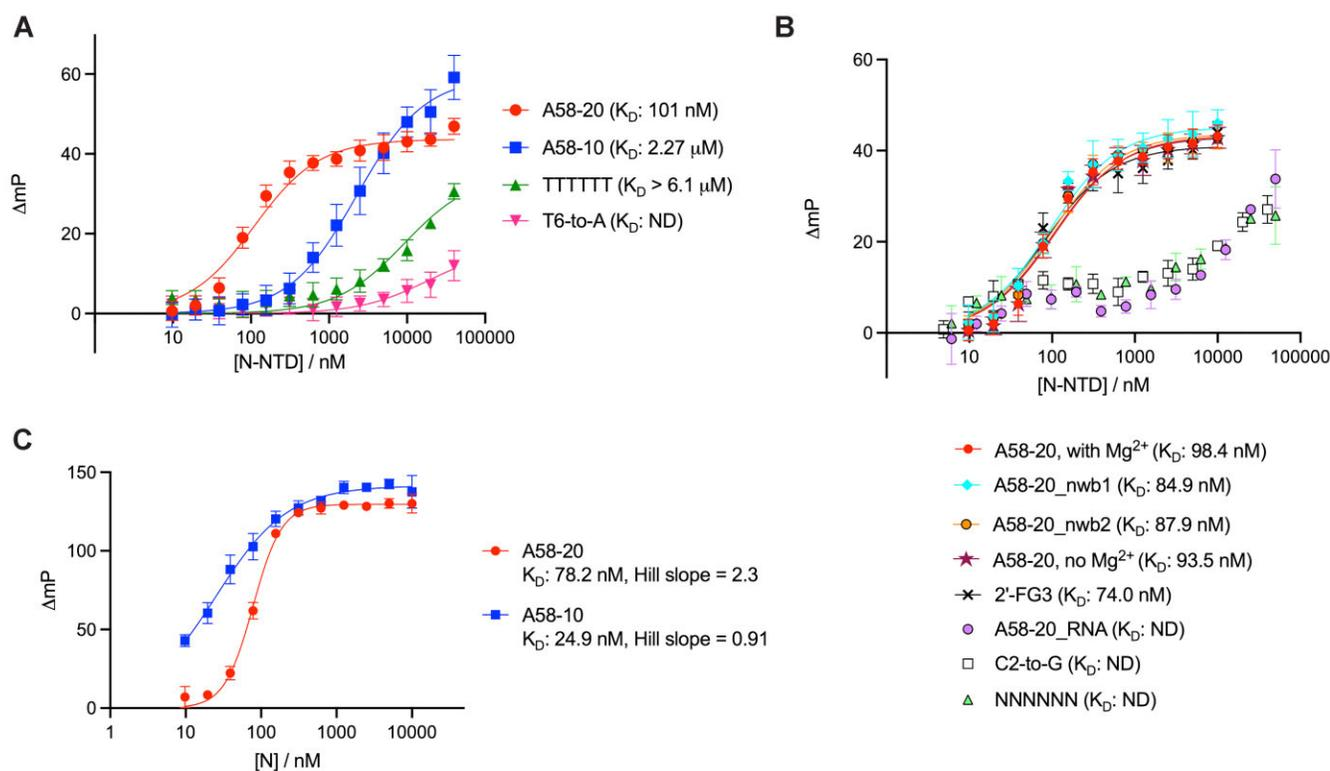 A
ΔmP
60
40
20
0
10
100
1000
10000
100000
[N-NTD] / nM
A58-20 (KD: 101 nM)
A58-10 (KD: 2.27 μM)
TTTTTT (KD > 6.1 μM)
T6-to-A (KD: ND)
B
ΔmP
60
40
20
0
10
100
1000
10000
100000
[N-NTD] / nM
A58-20, with Mg2+ (KD: 98.4 nM)
A58-20_nwb1 (KD: 84.9 nM)
A58-20_nwb2 (KD: 87.9 nM)
A58-20, no Mg2+ (KD: 93.5 nM)
2'-FG3 (KD: 74.0 nM)
A58-20_RNA (KD: ND)
C2-to-G (KD: ND)
NNNNNN (KD: ND)
C
ΔmP
150
100
50
0
1
10
100
1000
10000
[N] / nM
A58-20
KD: 78.2 nM, Hill slope = 2.3
A58-10
KD: 24.9 nM, Hill slope = 0.91